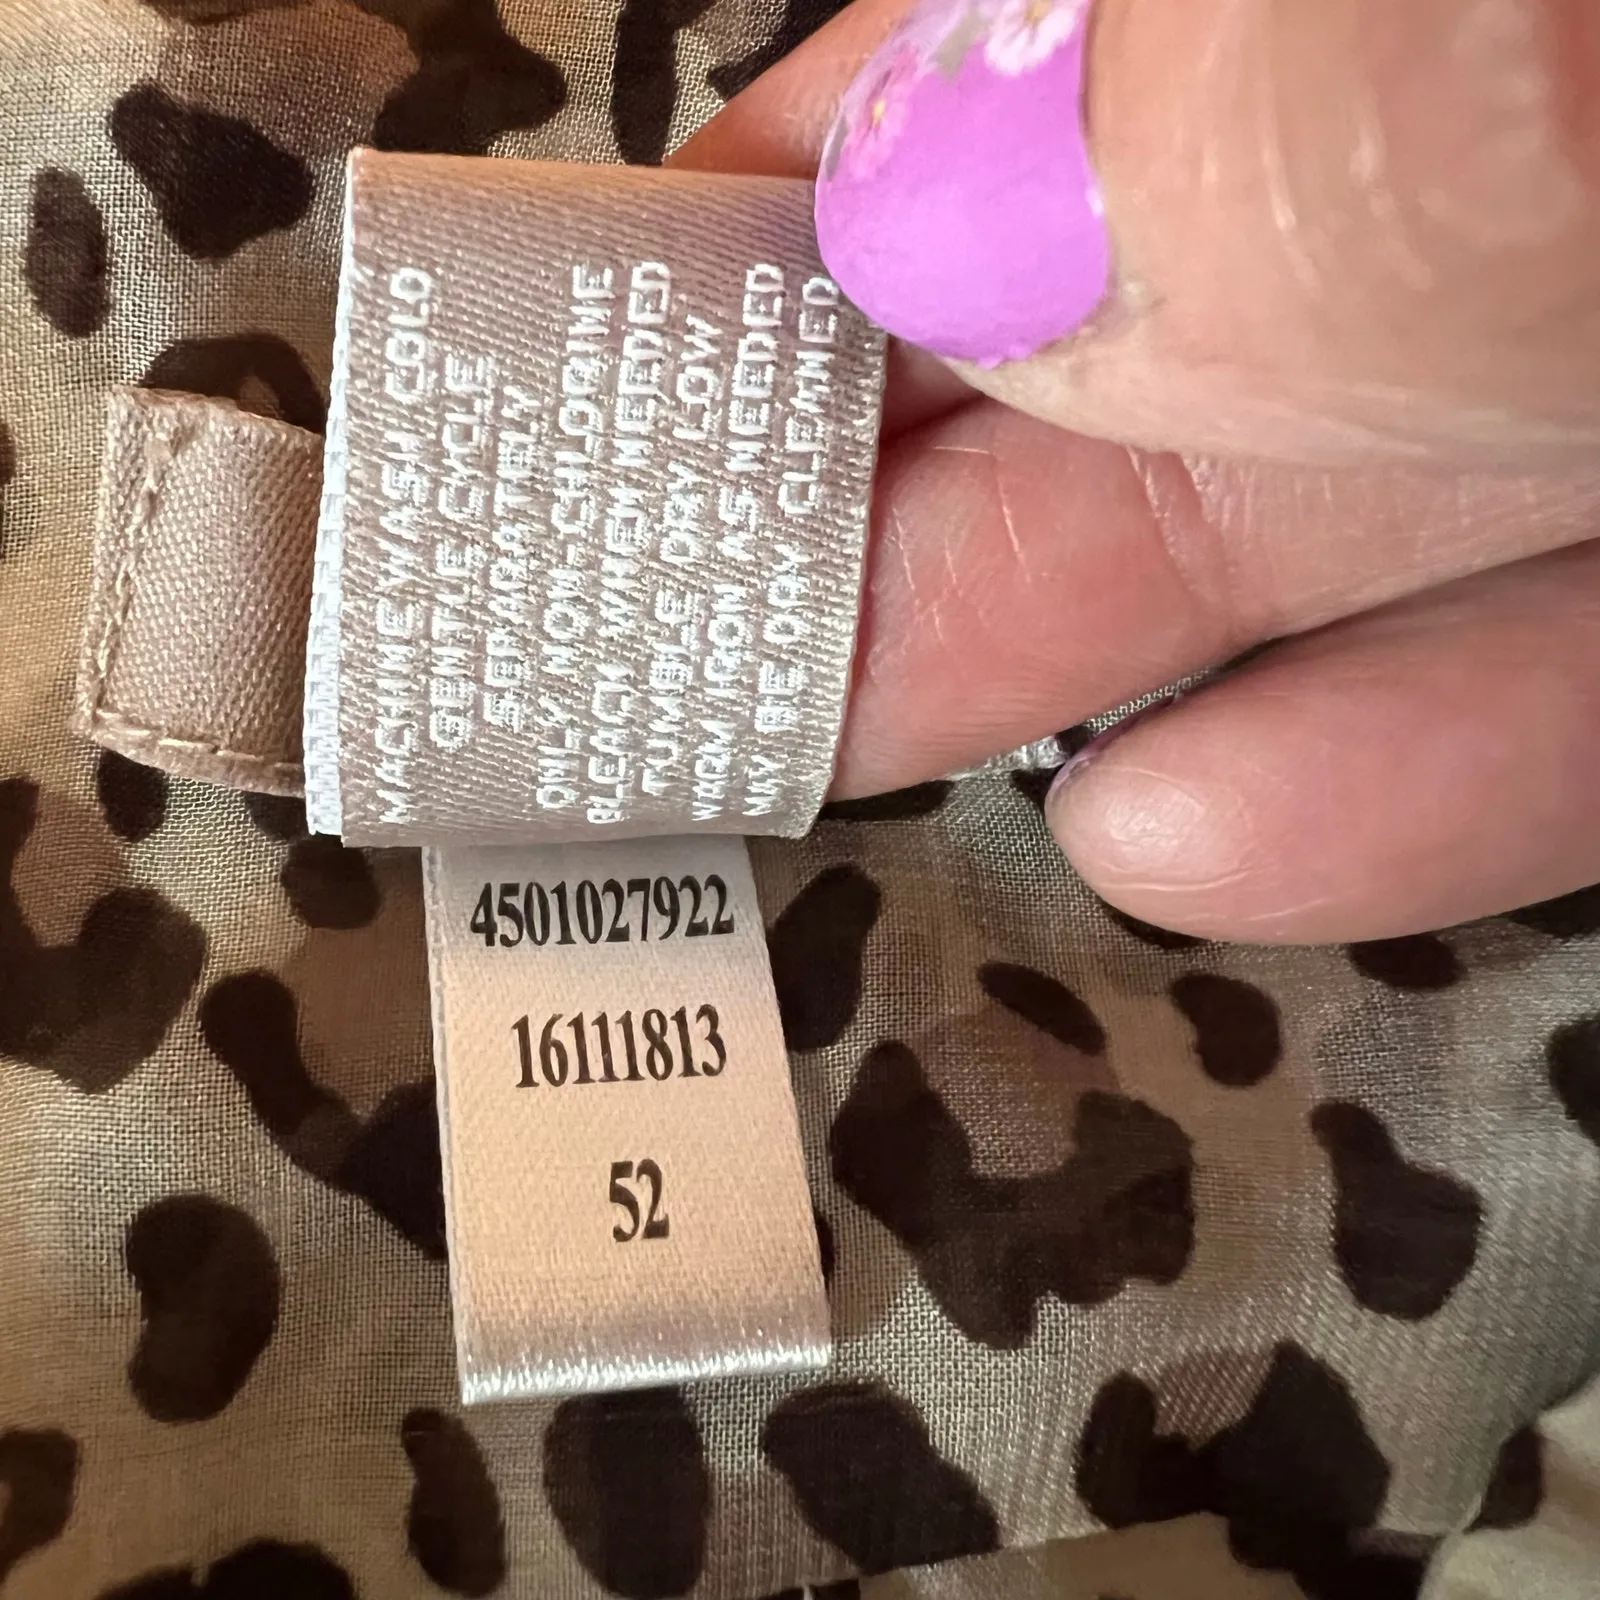 MACHINE WASH COLD
GENTLE CYCLE
SEPARATELY
ONLY NON-CHLORINE
BLEACH WHEN NEEDED
TUMBLE DRY LOW
WARM IRON AS NEEDED
MAY BE DRY CLEANED
4501027922
16111813
52